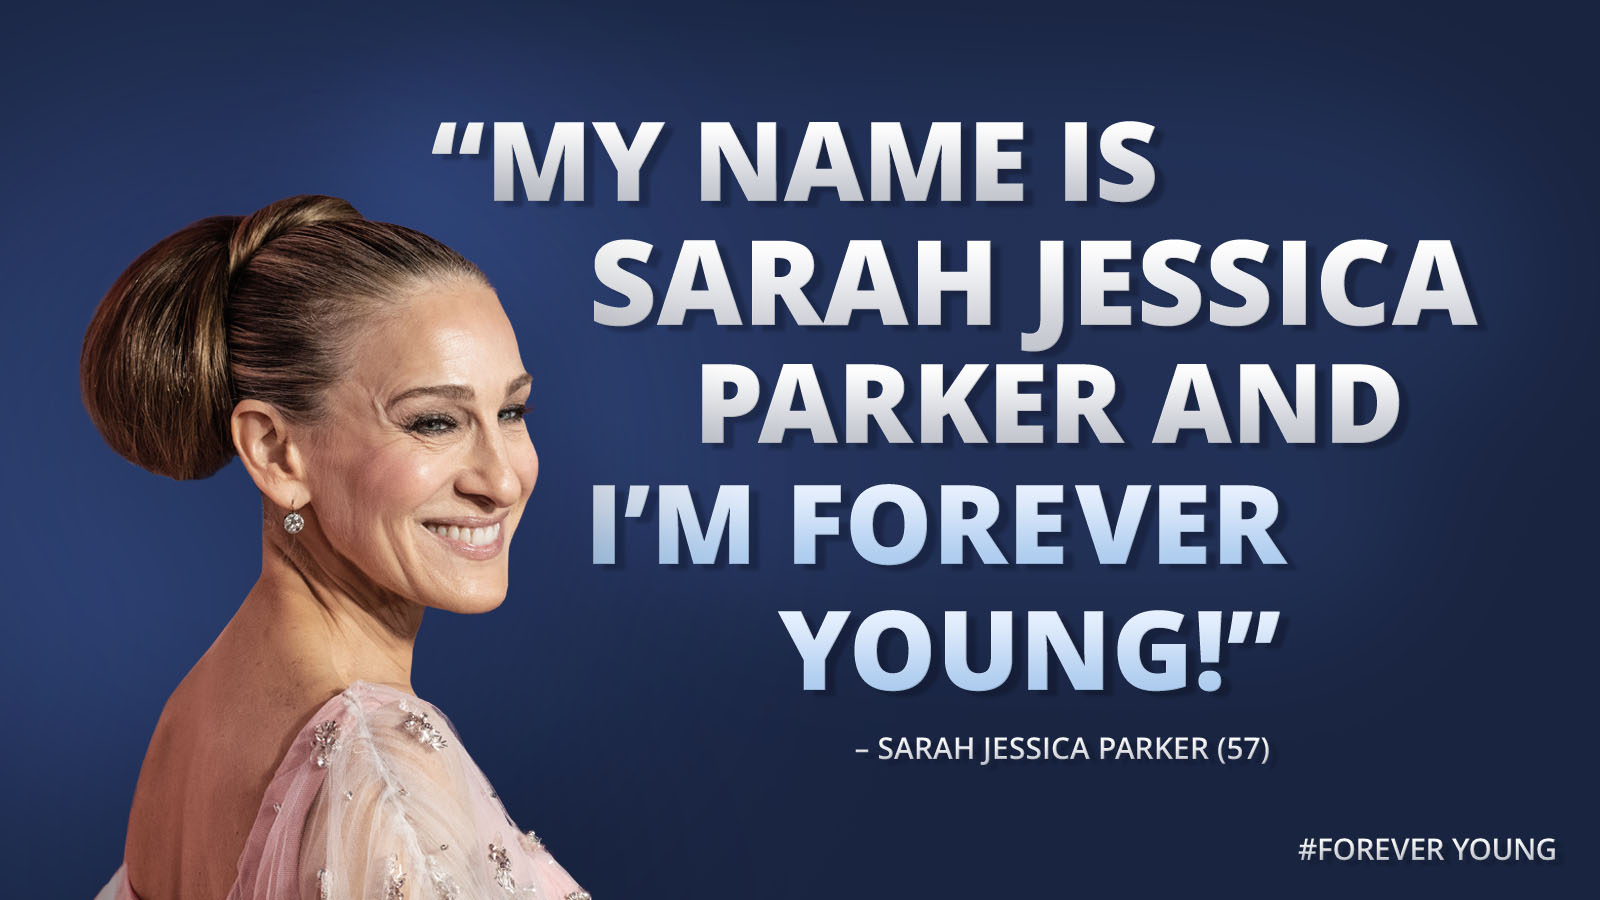 “MY NAME IS
SARAH JESSICA
PARKER AND
I’M FOREVER
YOUNG!”
– SARAH JESSICA PARKER (57)
#FOREVER YOUNG